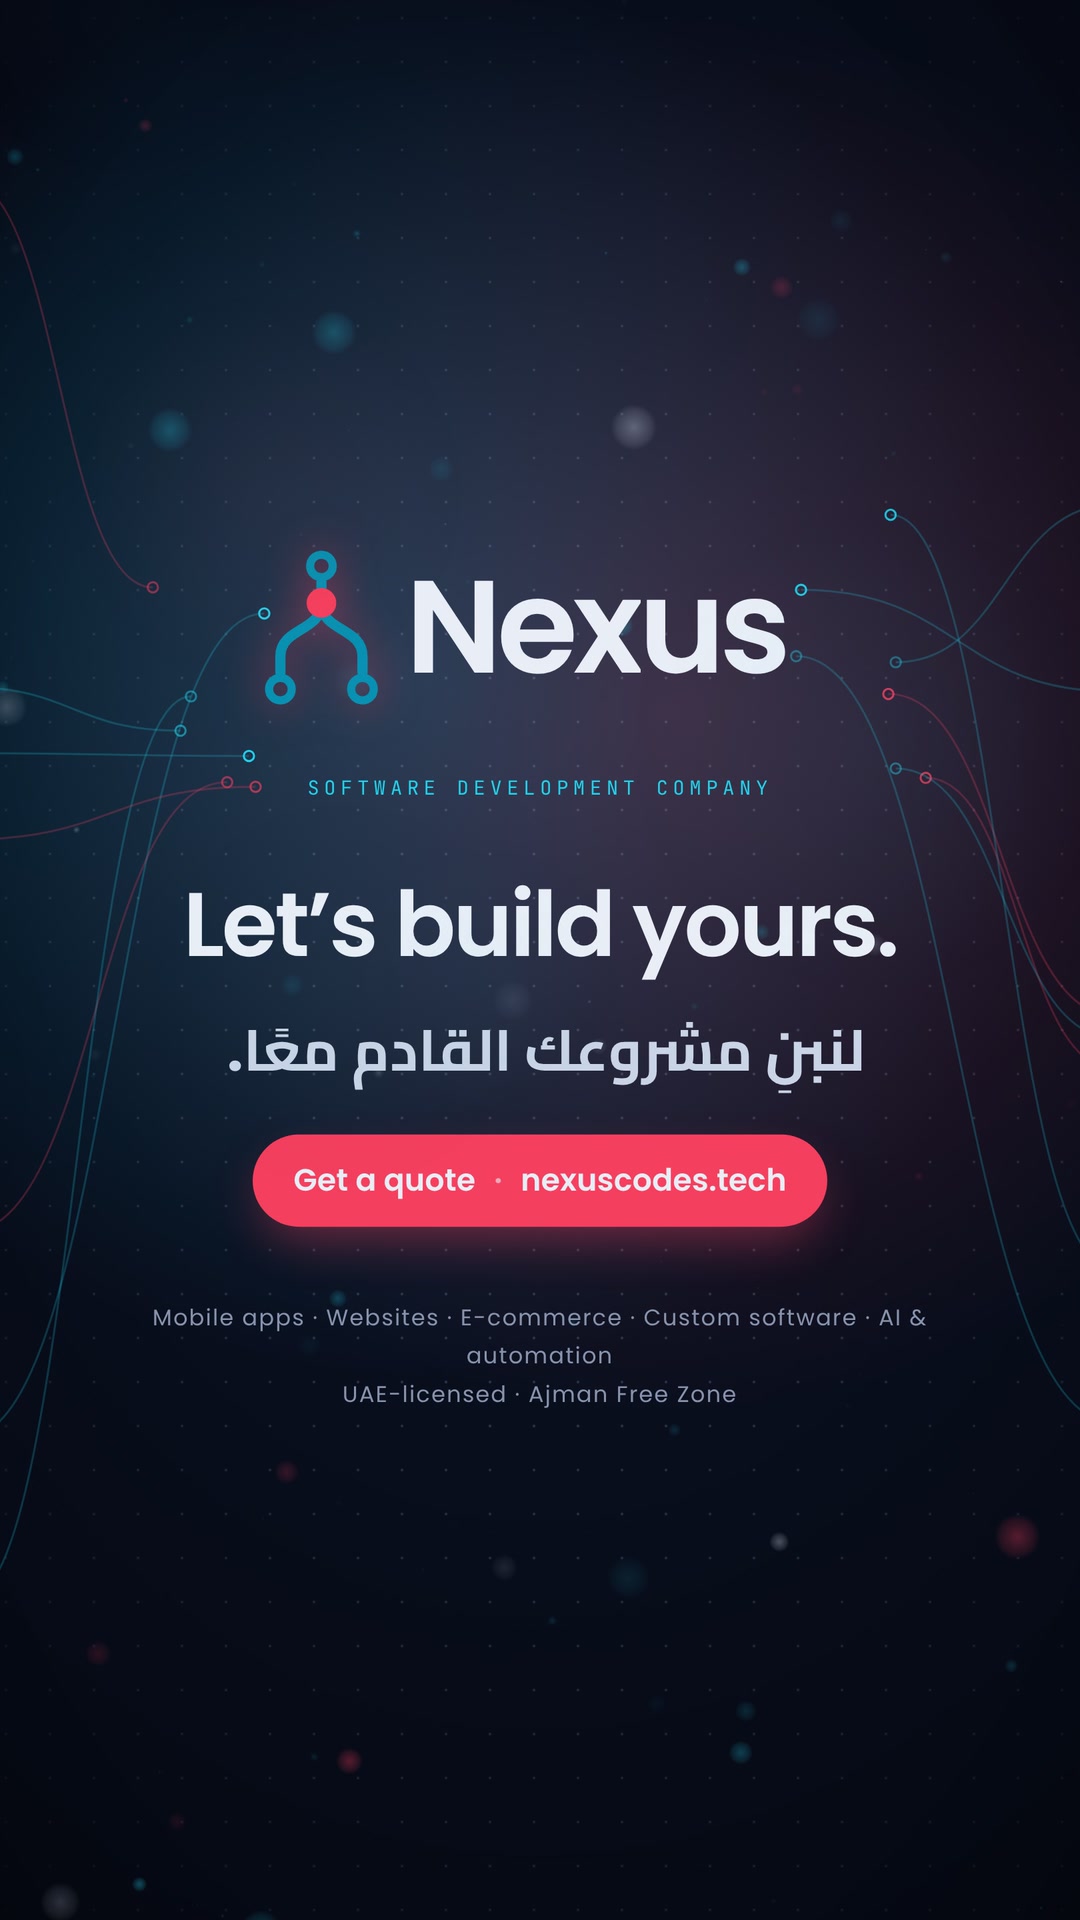 Nexus
SOFTWARE DEVELOPMENT COMPANY
Let’s build yours.
لنبنِ مشروعك القادم معًا.
Get a quote · nexuscodes.tech
Mobile apps · Websites · E-commerce · Custom software · AI &
automation
UAE-licensed · Ajman Free Zone